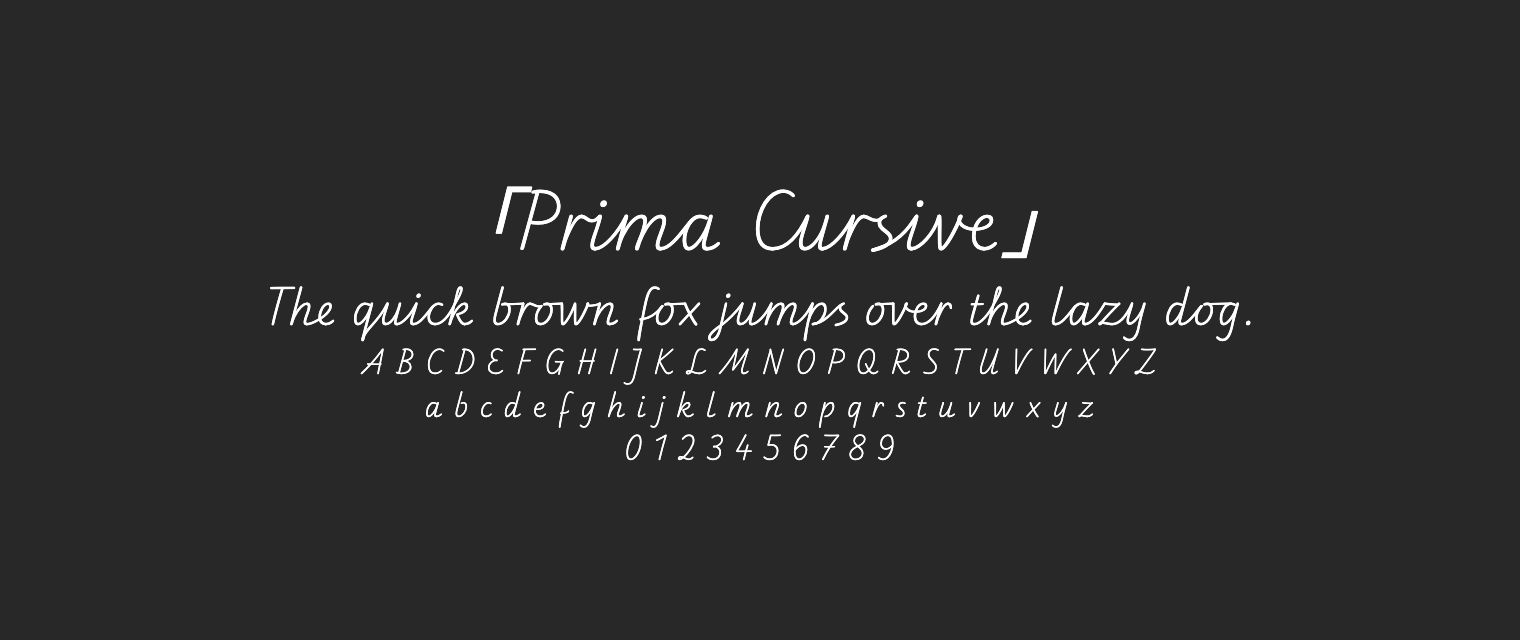 「Prima Cursive」
The quick brown fox jumps over the lazy dog.
A B C D E F G H I J K L M N O P Q R S T U V W X Y Z
a b c d e f g h i j k l m n o p q r s t u v w x y z
0 1 2 3 4 5 6 7 8 9